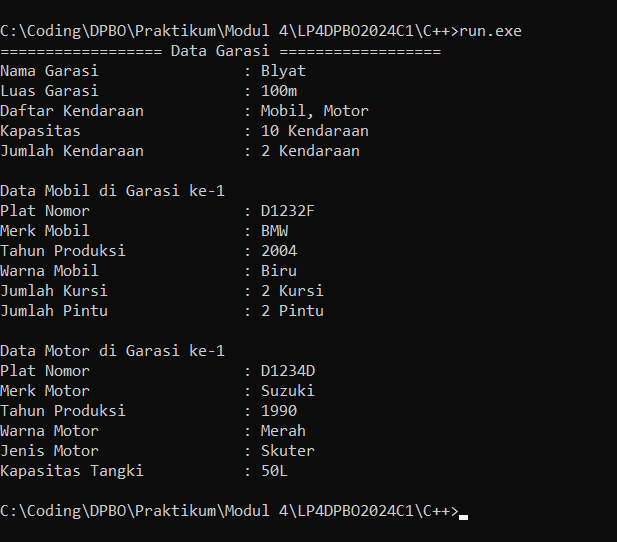 C:\Coding\DPBO\Praktikum\Modul 4\LP4DPBO2024C1\C++>run.exe
================== Data Garasi ==================
Nama Garasi                : Blyat
Luas Garasi                : 100m
Daftar Kendaraan           : Mobil, Motor
Kapasitas                  : 10 Kendaraan
Jumlah Kendaraan           : 2 Kendaraan

Data Mobil di Garasi ke-1
Plat Nomor                 : D1232F
Merk Mobil                 : BMW
Tahun Produksi             : 2004
Warna Mobil                : Biru
Jumlah Kursi               : 2 Kursi
Jumlah Pintu               : 2 Pintu

Data Motor di Garasi ke-1
Plat Nomor                 : D1234D
Merk Motor                 : Suzuki
Tahun Produksi             : 1990
Warna Motor                : Merah
Jenis Motor                : Skuter
Kapasitas Tangki           : 50L

C:\Coding\DPBO\Praktikum\Modul 4\LP4DPBO2024C1\C++>